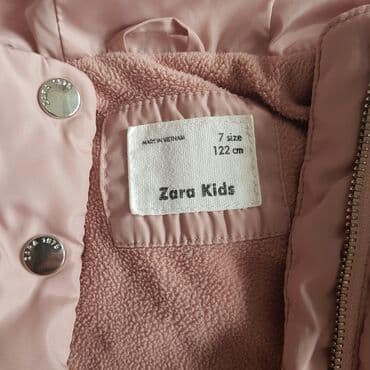 MADE IN VIETNAM
7 size
122 cm
Zara Kids